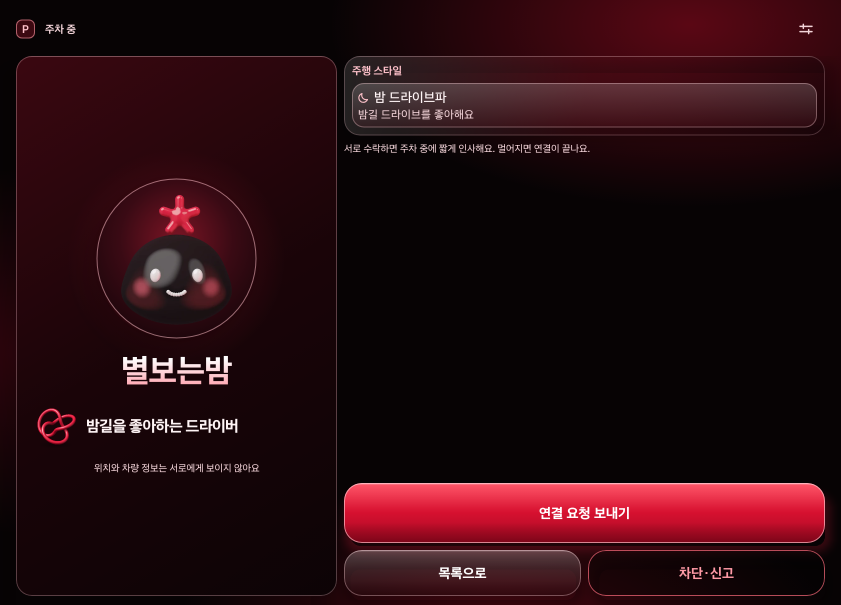 P 주차 중
별보는밤
밤길을 좋아하는 드라이버
위치와 차량 정보는 서로에게 보이지 않아요
주행 스타일
밤 드라이브파
밤길 드라이브를 좋아해요
서로 수락하면 주차 중에 짧게 인사해요. 멀어지면 연결이 끝나요.
연결 요청 보내기
목록으로
차단·신고